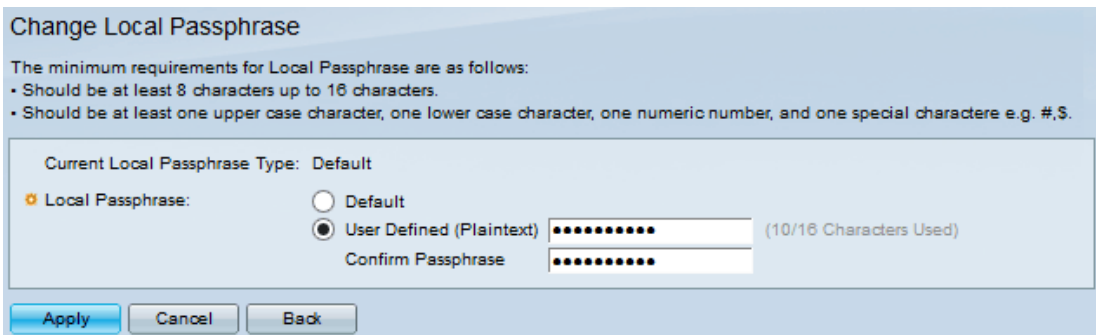 Change Local Passphrase
The minimum requirements for Local Passphrase are as follows:
• Should be at least 8 characters up to 16 characters.
• Should be at least one upper case character, one lower case character, one numeric number, and one special charactere e.g. #,$.
Current Local Passphrase Type: Default
Local Passphrase: Default
User Defined (Plaintext) •••••••••• (10/16 Characters Used)
Confirm Passphrase ••••••••••
Apply Cancel Back